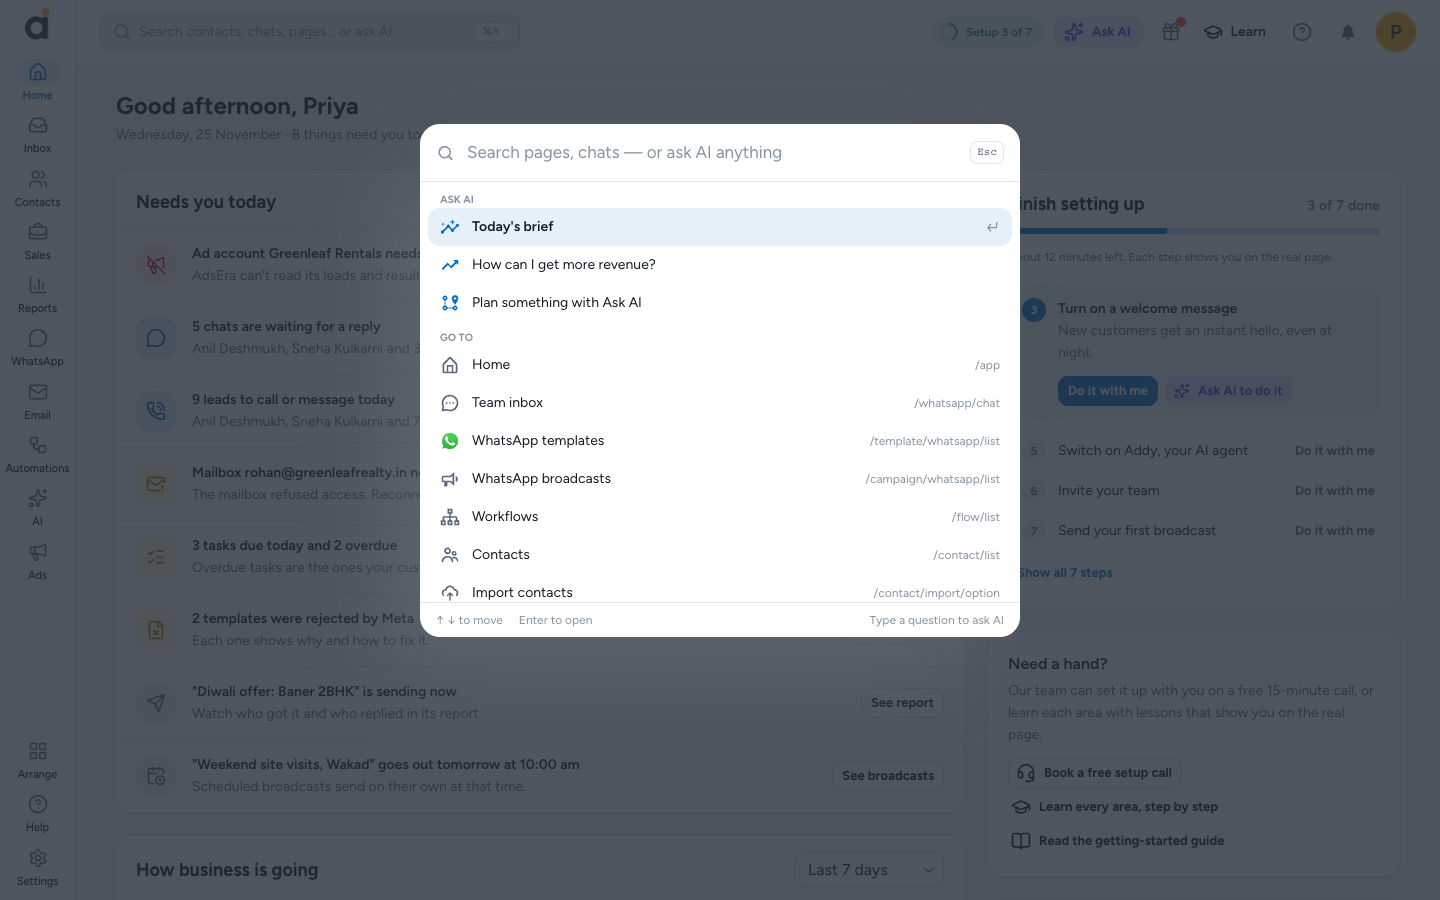 Search contacts, chats, pages... or ask AI
⌘K
Setup 3 of 7
Ask AI
Learn
P
Home
Inbox
Contacts
Sales
Reports
WhatsApp
Email
Automations
AI
Ads
Arrange
Help
Settings
Good afternoon, Priya
Wednesday, 25 November · 8 things need you
Needs you today
Ad account Greenleaf Rentals needs
AdsEra can't read its leads and
5 chats are waiting for a reply
Anil Deshmukh, Sneha Kulkarni and 3
9 leads to call or message today
Anil Deshmukh, Sneha Kulkarni and 7
Mailbox rohan@greenleafrealty.in
The mailbox refused access.
3 tasks due today and 2 overdue
Overdue tasks are the ones your
2 templates were rejected by Meta
Each one shows why and how to fix it.
"Diwali offer: Baner 2BHK" is sending now
Watch who got it and who replied in its report.
See report
"Weekend site visits, Wakad" goes out tomorrow at 10:00 am
Scheduled broadcasts send on their own at that time.
See broadcasts
How business is going
Last 7 days
Search pages, chats — or ask AI anything
Esc
ASK AI
Today's brief
How can I get more revenue?
Plan something with Ask AI
GO TO
Home /app
Team inbox /whatsapp/chat
WhatsApp templates /template/whatsapp/list
WhatsApp broadcasts /campaign/whatsapp/list
Workflows /flow/list
Contacts /contact/list
Import contacts /contact/import/option
↑ ↓ to move Enter to open Type a question to ask AI
setting up
3 of 7 done
12 minutes left. Each step shows you on the real page.
3
Turn on a welcome message
New customers get an instant hello, even at
night.
Do it with me
Ask AI to do it
5 Switch on Addy, your AI agent Do it with me
6 Invite your team Do it with me
7 Send your first broadcast Do it with me
Show all 7 steps
Need a hand?
Our team can set it up with you on a free 15-minute call, or
learn each area with lessons that show you on the real
page.
Book a free setup call
Learn every area, step by step
Read the getting-started guide